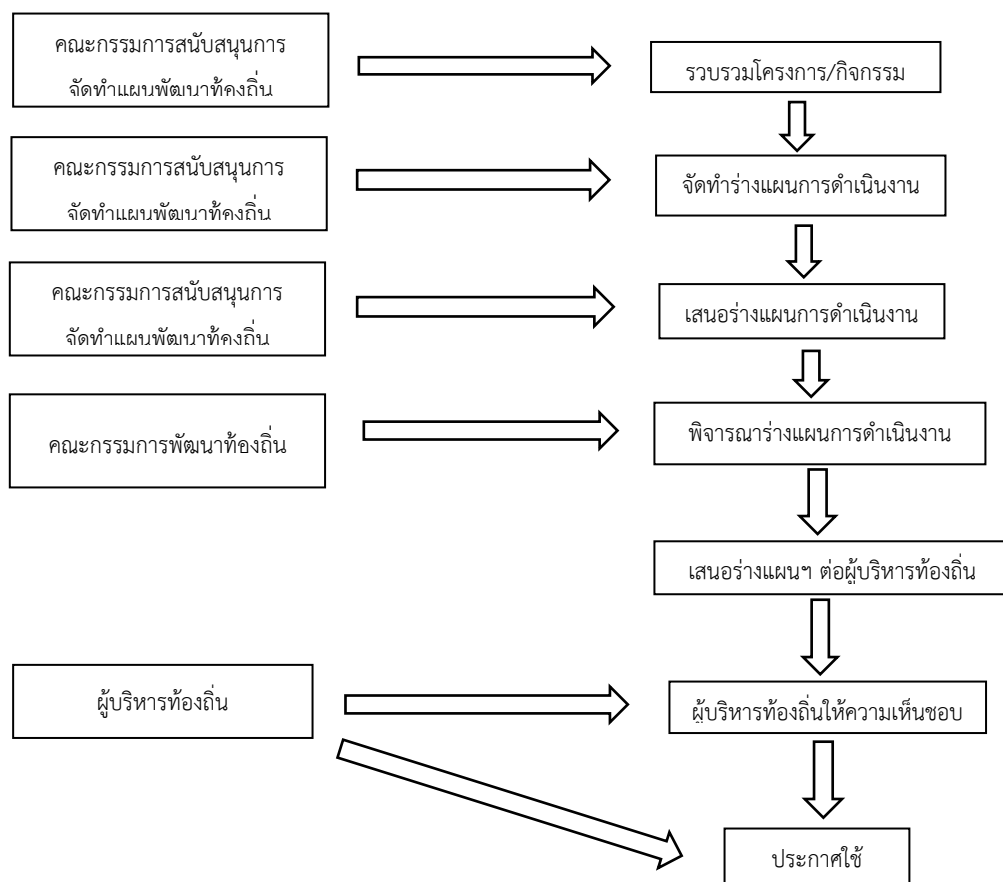 คณะกรรมการสนับสนุนการ
จัดทำแผนพัฒนาท้องถิ่น
รวบรวมโครงการ/กิจกรรม
คณะกรรมการสนับสนุนการ
จัดทำแผนพัฒนาท้องถิ่น
จัดทำร่างแผนการดำเนินงาน
คณะกรรมการสนับสนุนการ
จัดทำแผนพัฒนาท้องถิ่น
เสนอร่างแผนการดำเนินงาน
คณะกรรมการพัฒนาท้องถิ่น
พิจารณาร่างแผนการดำเนินงาน
เสนอร่างแผนฯ ต่อผู้บริหารท้องถิ่น
ผู้บริหารท้องถิ่น
ผู้บริหารท้องถิ่นให้ความเห็นชอบ
ประกาศใช้